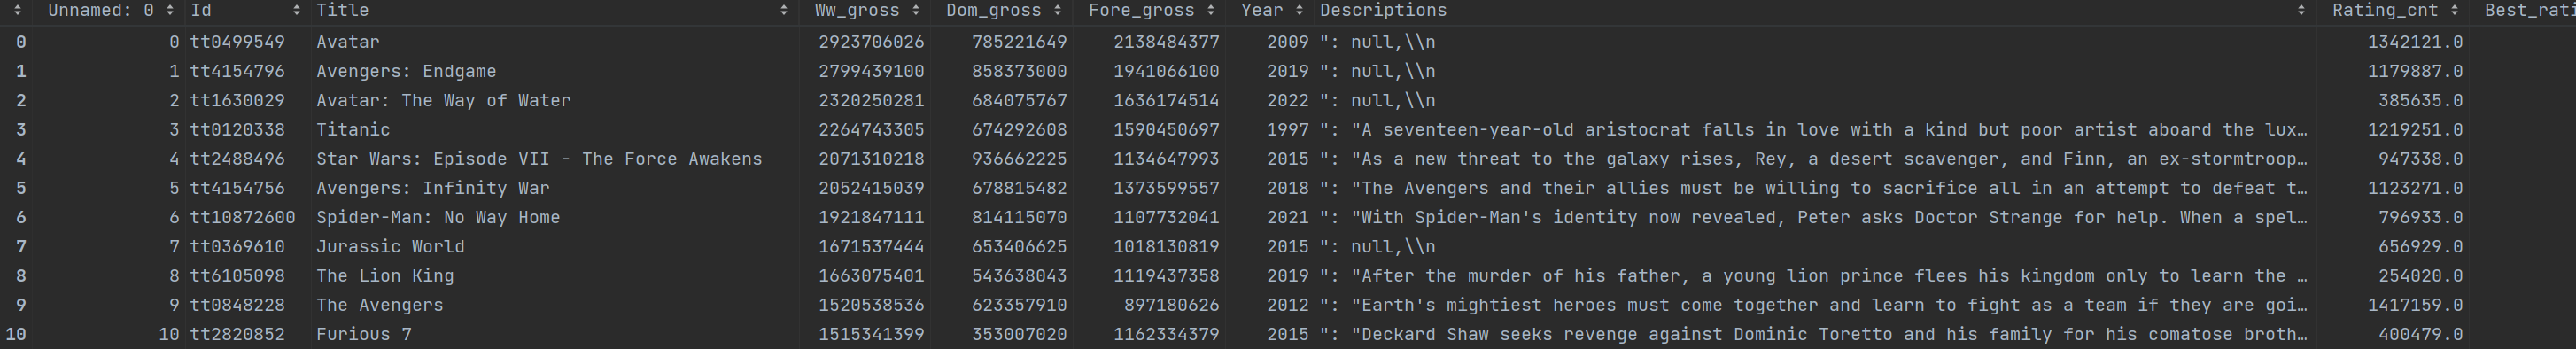 Unnamed: 0 Id Title Ww_gross Dom_gross Fore_gross Year Descriptions Rating_cnt Best_rati
0 0 tt0499549 Avatar 2923706026 785221649 2138484377 2009 ": null,\\n 1342121.0
1 1 tt4154796 Avengers: Endgame 2799439100 858373000 1941066100 2019 ": null,\\n 1179887.0
2 2 tt1630029 Avatar: The Way of Water 2320250281 684075767 1636174514 2022 ": null,\\n 385635.0
3 3 tt0120338 Titanic 2264743305 674292608 1590450697 1997 ": "A seventeen-year-old aristocrat falls in love with a kind but poor artist aboard the lux… 1219251.0
4 4 tt2488496 Star Wars: Episode VII - The Force Awakens 2071310218 936662225 1134647993 2015 ": "As a new threat to the galaxy rises, Rey, a desert scavenger, and Finn, an ex-stormtroop… 947338.0
5 5 tt4154756 Avengers: Infinity War 2052415039 678815482 1373599557 2018 ": "The Avengers and their allies must be willing to sacrifice all in an attempt to defeat t… 1123271.0
6 6 tt10872600 Spider-Man: No Way Home 1921847111 814115070 1107732041 2021 ": "With Spider-Man's identity now revealed, Peter asks Doctor Strange for help. When a spel… 796933.0
7 7 tt0369610 Jurassic World 1671537444 653406625 1018130819 2015 ": null,\\n 656929.0
8 8 tt6105098 The Lion King 1663075401 543638043 1119437358 2019 ": "After the murder of his father, a young lion prince flees his kingdom only to learn the … 254020.0
9 9 tt0848228 The Avengers 1520538536 623357910 897180626 2012 ": "Earth's mightiest heroes must come together and learn to fight as a team if they are goi… 1417159.0
10 10 tt2820852 Furious 7 1515341399 353007020 1162334379 2015 ": "Deckard Shaw seeks revenge against Dominic Toretto and his family for his comatose broth… 400479.0